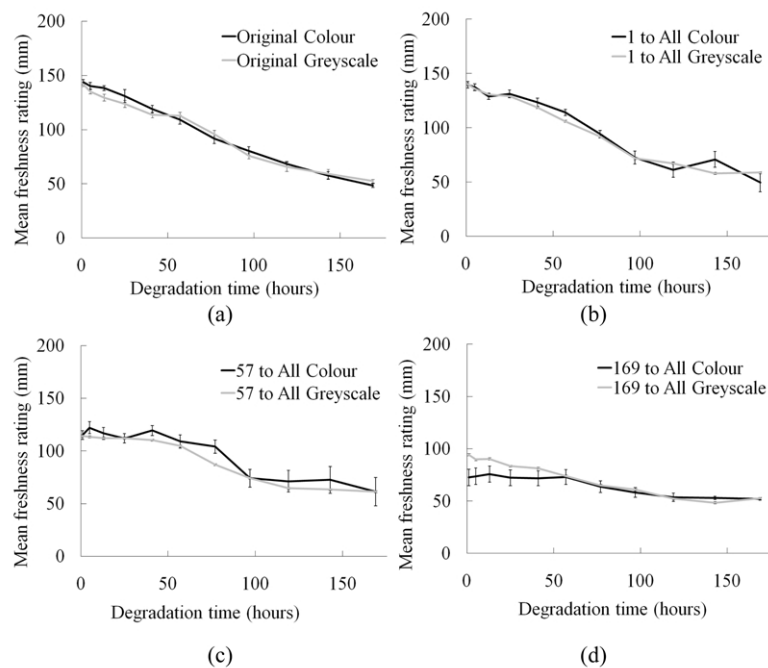 200
Original Colour
Original Greyscale
150
100
50
0
Mean freshness rating (mm)
0 50 100 150
Degradation time (hours)
(a)
200
1 to All Colour
1 to All Greyscale
150
100
50
0
Mean freshness rating (mm)
0 50 100 150
Degradation time (hours)
(b)
200
57 to All Colour
57 to All Greyscale
150
100
50
0
Mean freshness rating (mm)
0 50 100 150
Degradation time (hours)
(c)
200
169 to All Colour
169 to All Greyscale
150
100
50
0
Mean freshness rating (mm)
0 50 100 150
Degradation time (hours)
(d)